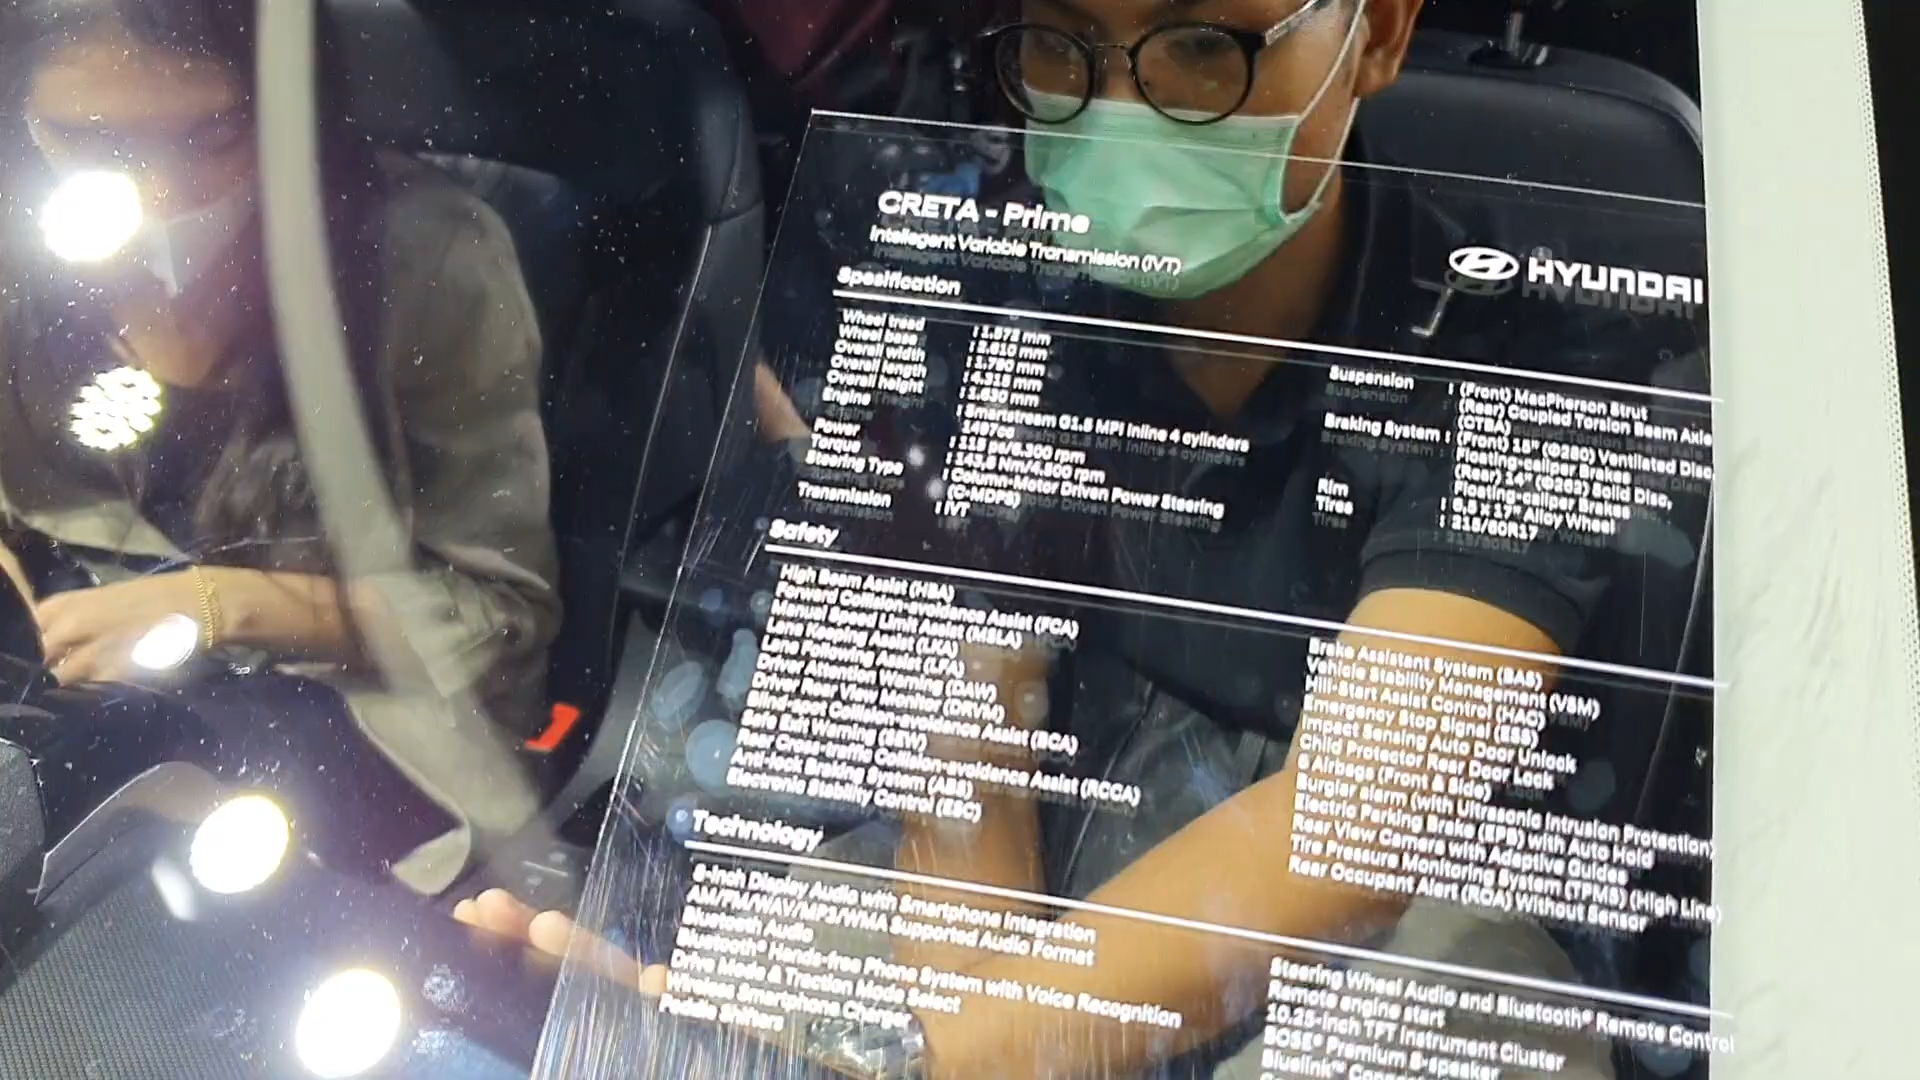 CRETA - Prime
Intellegent Variable Transmission (IVT)
HYUNDAI
Spesification
Wheel tread : 1.572 mm
Wheel base : 2.610 mm
Overall width : 1.790 mm
Overall length : 4.315 mm
Overall height : 1.630 mm
Engine : Smartstream G1.5 MPI Inline 4 cylinders
1497cc
Power : 115 ps/6.300 rpm
Torque : 143,8 Nm/4.500 rpm
Steering Type : Column-Motor Driven Power Steering
(C-MDPS)
Transmission : IVT
Suspension : (Front) MacPherson Strut
(Rear) Coupled Torsion Beam Axle
(CTBA)
Braking System : (Front) 15" (Φ280) Ventilated Disc,
Floating-caliper Brakes
(Rear) 14" (Φ262) Solid Disc,
Floating-caliper Brakes
Rim : 6,5 x 17" Alloy Wheel
Tires : 215/60R17
Safety
High Beam Assist (HBA)
Forward Collision-avoidance Assist (FCA)
Manual Speed Limit Assist (MSLA)
Lane Keeping Assist (LKA)
Lane Following Assist (LFA)
Driver Attention Warning (DAW)
Driver Rear View Monitor (DRVM)
Blind-spot Collision-avoidance Assist (BCA)
Safe Exit Warning (SEW)
Rear Cross-traffic Collision-avoidance Assist (RCCA)
Anti-lock Braking System (ABS)
Electronic Stability Control (ESC)
Brake Assistant System (BAS)
Vehicle Stability Management (VSM)
Hill-Start Assist Control (HAC)
Emergency Stop Signal (ESS)
Impact Sensing Auto Door Unlock
Child Protector Rear Door Lock
6 Airbags (Front & Side)
Burglar alarm (with Ultrasonic Intrusion Protection)
Electric Parking Brake (EPB) with Auto Hold
Rear View Camera with Adaptive Guides
Tire Pressure Monitoring System (TPMS) (High Line)
Rear Occupant Alert (ROA) Without Sensor
Technology
8-inch Display Audio with Smartphone Integration
AM/FM/WAV/MP3/WMA Supported Audio Format
Bluetooth Audio
Bluetooth® Hands-free Phone System with Voice Recognition
Drive Mode & Traction Mode Select
Wireless Smartphone Charger
Paddle Shifters
Steering Wheel Audio and Bluetooth® Remote Control
Remote engine start
10.25-inch TFT Instrument Cluster
BOSE® Premium 8-speaker
Bluelink™